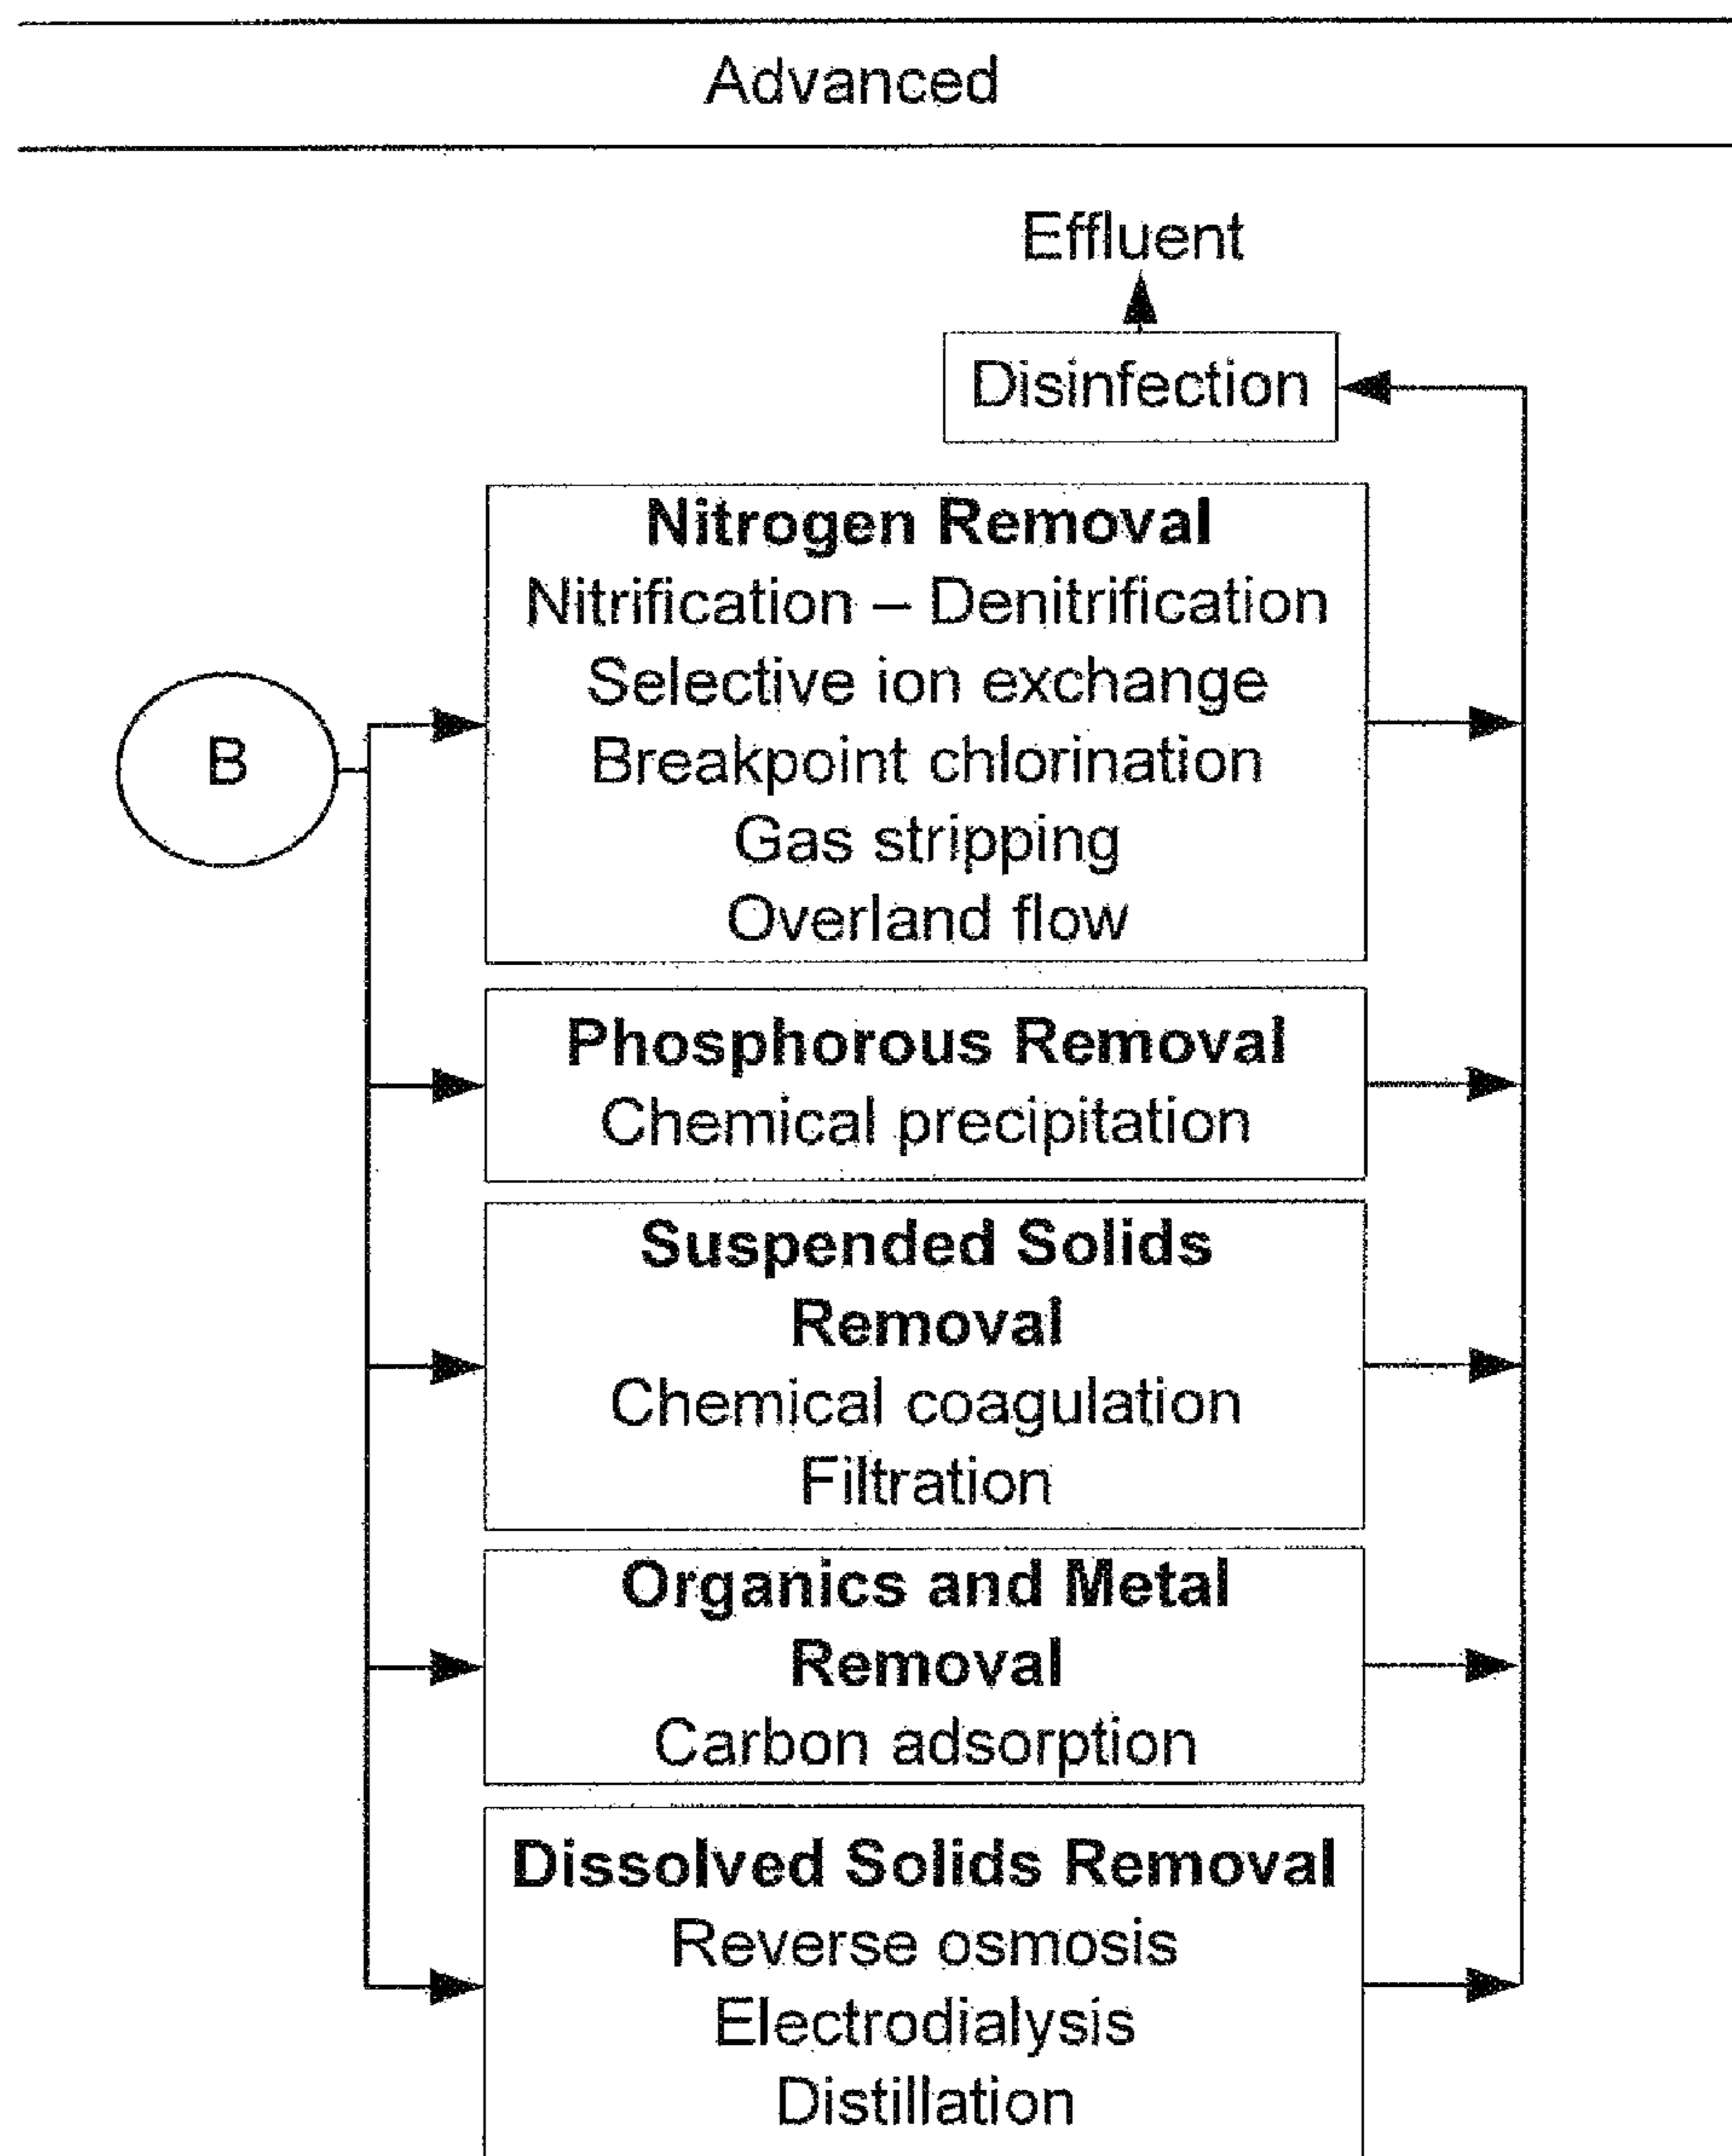 Advanced
Effluent
Disinfection
Nitrogen Removal
Nitrification – Denitrification
Selective ion exchange
Breakpoint chlorination
Gas stripping
Overland flow
B
Phosphorous Removal
Chemical precipitation
Suspended Solids
Removal
Chemical coagulation
Filtration
Organics and Metal
Removal
Carbon adsorption
Dissolved Solids Removal
Reverse osmosis
Electrodialysis
Distillation